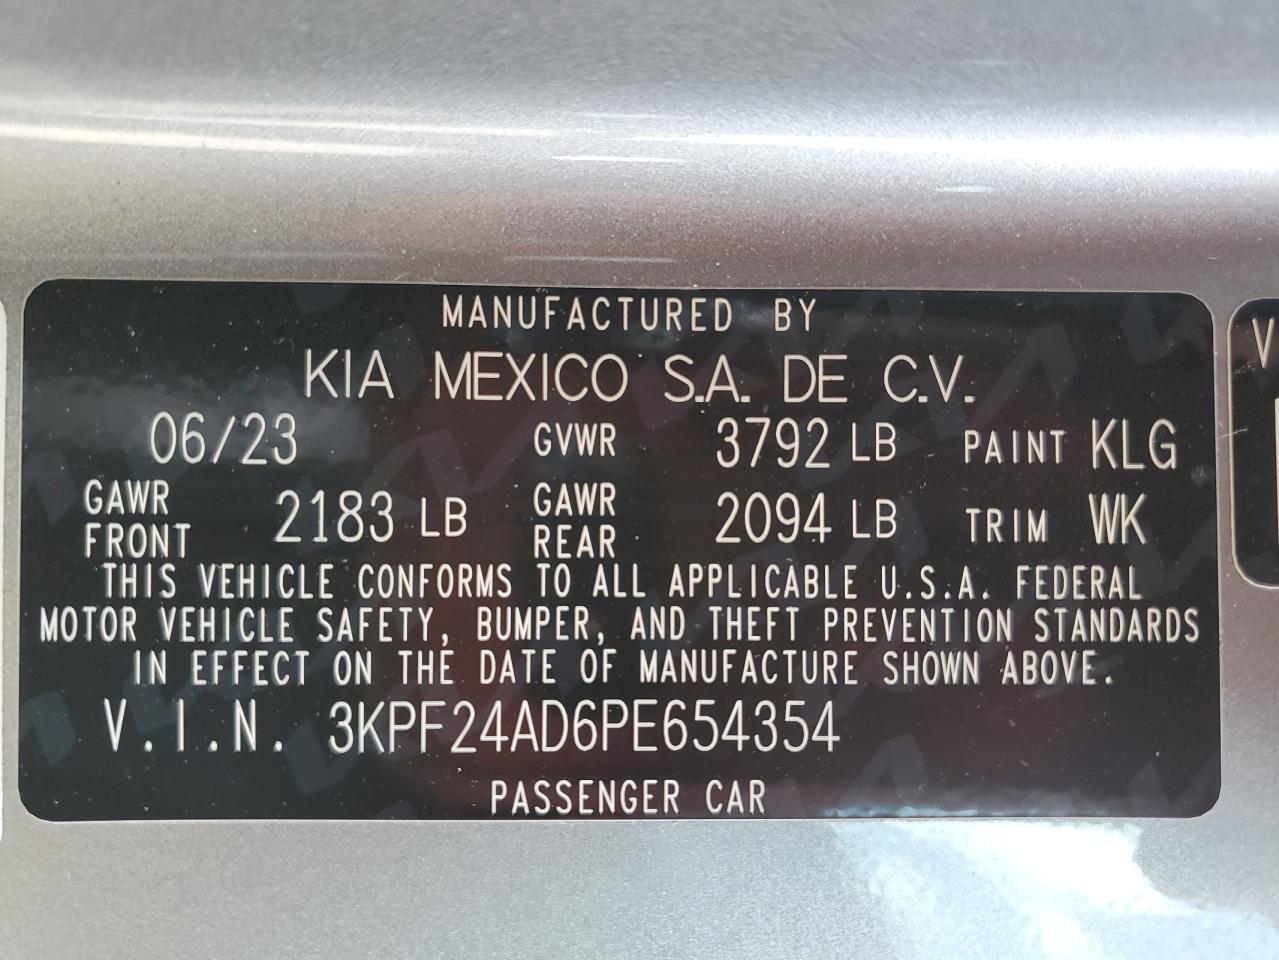 MANUFACTURED BY
KIA MEXICO S.A. DE C.V.
06/23 GVWR 3792 LB PAINT KLG
GAWR FRONT 2183 LB GAWR REAR 2094 LB TRIM WK
THIS VEHICLE CONFORMS TO ALL APPLICABLE U.S.A. FEDERAL
MOTOR VEHICLE SAFETY, BUMPER, AND THEFT PREVENTION STANDARDS
IN EFFECT ON THE DATE OF MANUFACTURE SHOWN ABOVE.
V.I.N. 3KPF24AD6PE654354
PASSENGER CAR